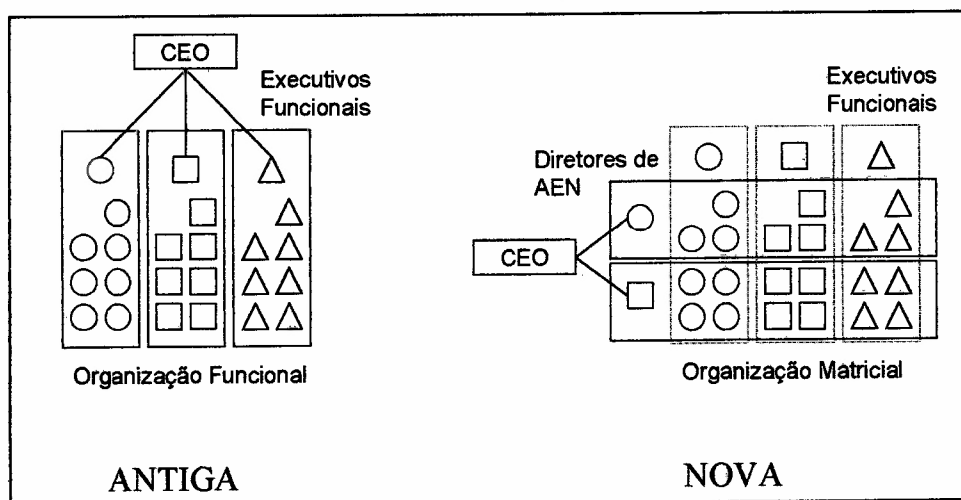 CEO
Executivos
Funcionais
Organização Funcional
ANTIGA
Executivos
Funcionais
Diretores de
AEN
CEO
Organização Matricial
NOVA